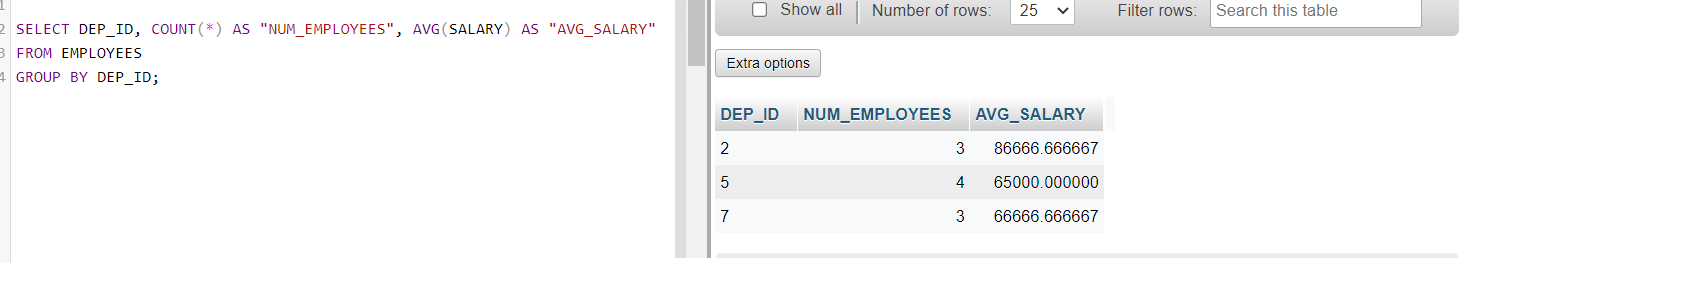 1
2 SELECT DEP_ID, COUNT(*) AS "NUM_EMPLOYEES", AVG(SALARY) AS "AVG_SALARY"
3 FROM EMPLOYEES
4 GROUP BY DEP_ID;
Show all Number of rows: 25 Filter rows: Search this table
Extra options
DEP_ID NUM_EMPLOYEES AVG_SALARY
2 3 86666.666667
5 4 65000.000000
7 3 66666.666667